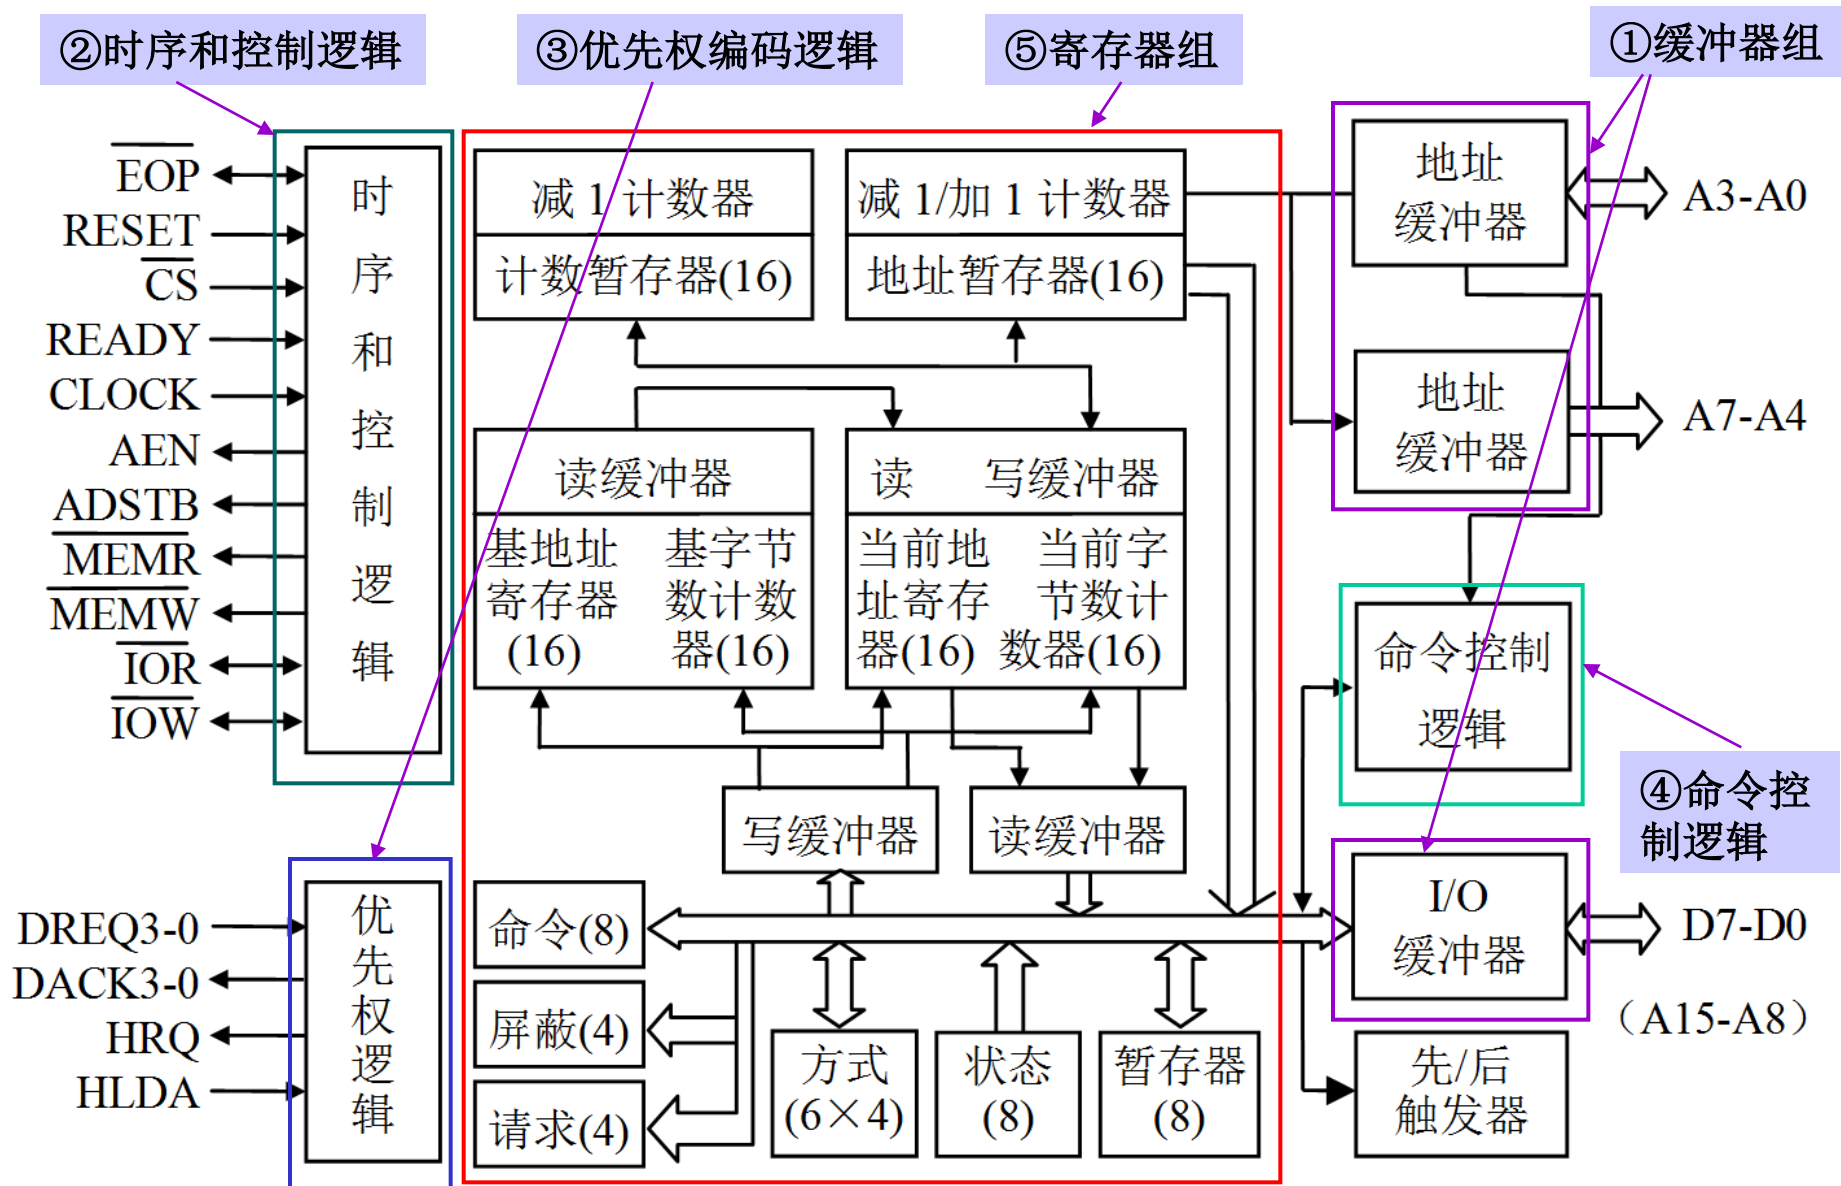 ②时序和控制逻辑
③优先权编码逻辑
⑤寄存器组
①缓冲器组
EOP
RESET
CS
READY
CLOCK
AEN
ADSTB
MEMR
MEMW
IOR
IOW
时
序
和
控
制
逻
辑
减 1 计数器
计数暂存器(16)
减 1/加 1 计数器
地址暂存器(16)
地址
缓冲器
A3-A0
地址
缓冲器
A7-A4
读缓冲器
基地址
寄存器
(16)
基字节
数计数
器(16)
读 写缓冲器
当前地
址寄存
器(16)
当前字
节数计
数器(16)
命令控制
逻辑
④命令控
制逻辑
写缓冲器
读缓冲器
DREQ3-0
DACK3-0
HRQ
HLDA
优
先
权
逻
辑
命令(8)
屏蔽(4)
请求(4)
方式
(6×4)
状态
(8)
暂存器
(8)
I/O
缓冲器
D7-D0
（A15-A8）
先/后
触发器